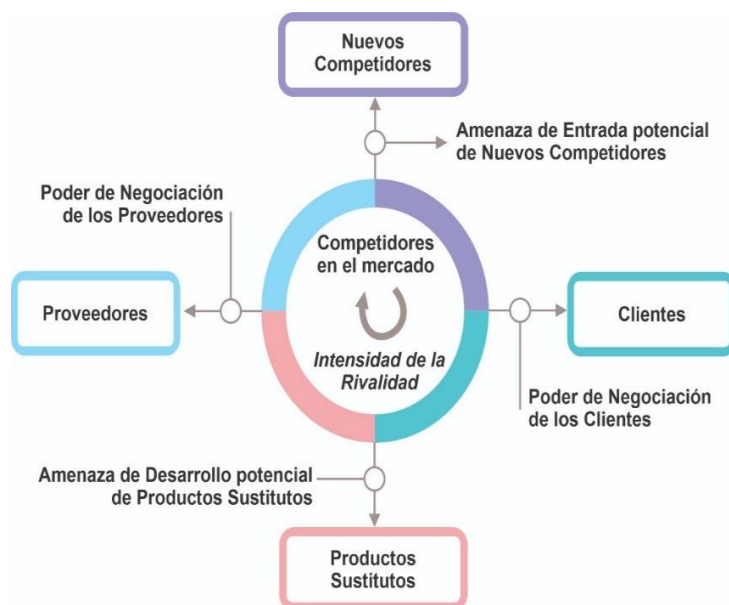 Nuevos
Competidores
Amenaza de Entrada potencial
de Nuevos Competidores
Poder de Negociación
de los Proveedores
Competidores
en el mercado
Proveedores
Clientes
Intensidad de la
Rivalidad
Poder de Negociación
de los Clientes
Amenaza de Desarrollo potencial
de Productos Sustitutos
Productos
Sustitutos